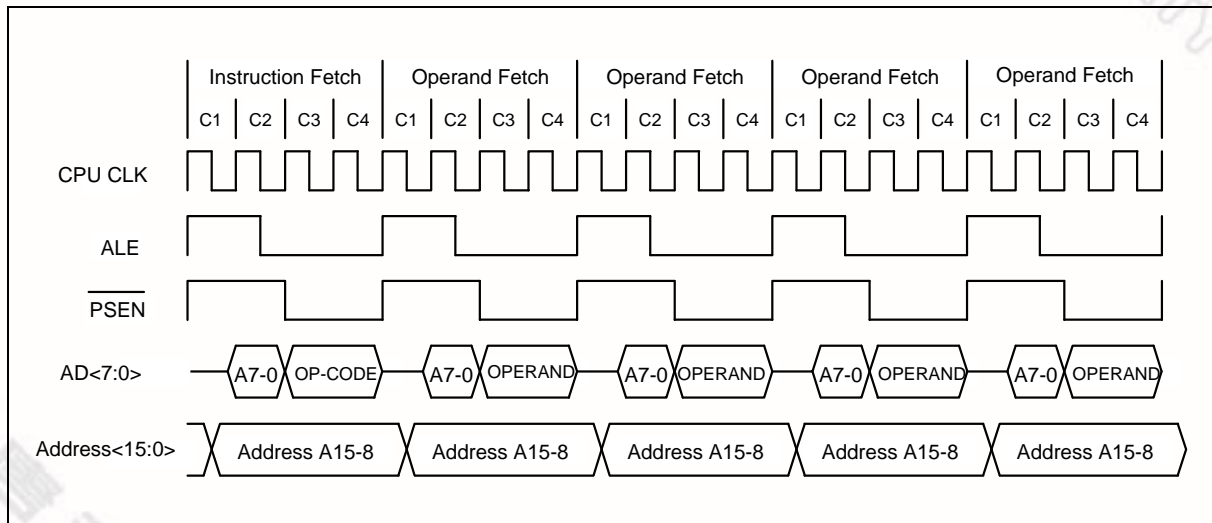 Instruction Fetch Operand Fetch Operand Fetch Operand Fetch Operand Fetch
C1 C2 C3 C4 C1 C2 C3 C4 C1 C2 C3 C4 C1 C2 C3 C4 C1 C2 C3 C4
CPU CLK
ALE
PSEN
AD<7:0> A7-0 OP-CODE A7-0 OPERAND A7-0 OPERAND A7-0 OPERAND A7-0 OPERAND
Address<15:0> Address A15-8 Address A15-8 Address A15-8 Address A15-8 Address A15-8